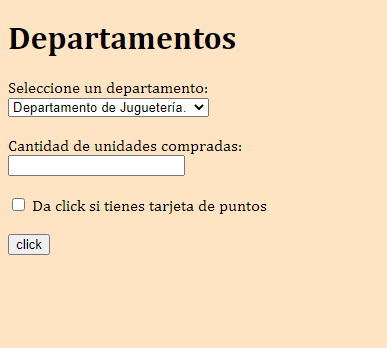 Departamentos
Seleccione un departamento:
Departamento de Juguetería.
Cantidad de unidades compradas:
Da click si tienes tarjeta de puntos
click